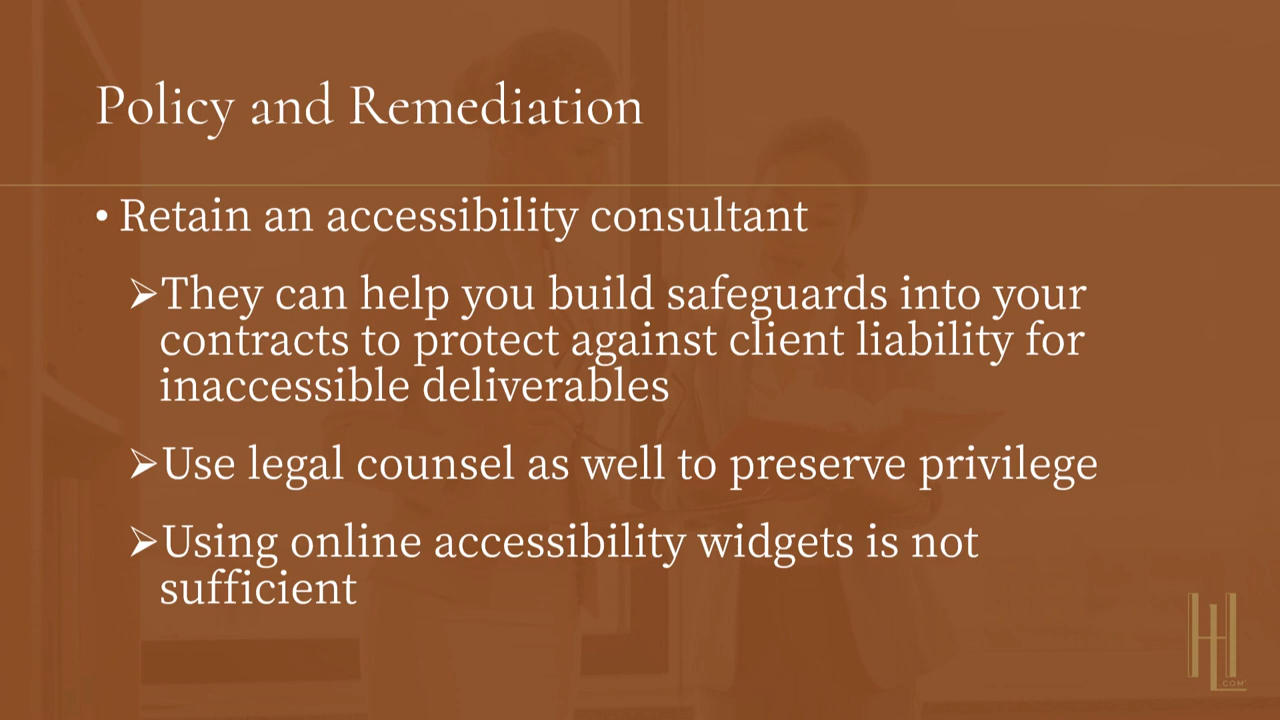 Policy and Remediation
• Retain an accessibility consultant
➢They can help you build safeguards into your
contracts to protect against client liability for
inaccessible deliverables
➢Use legal counsel as well to preserve privilege
➢Using online accessibility widgets is not
sufficient
HL
.COM